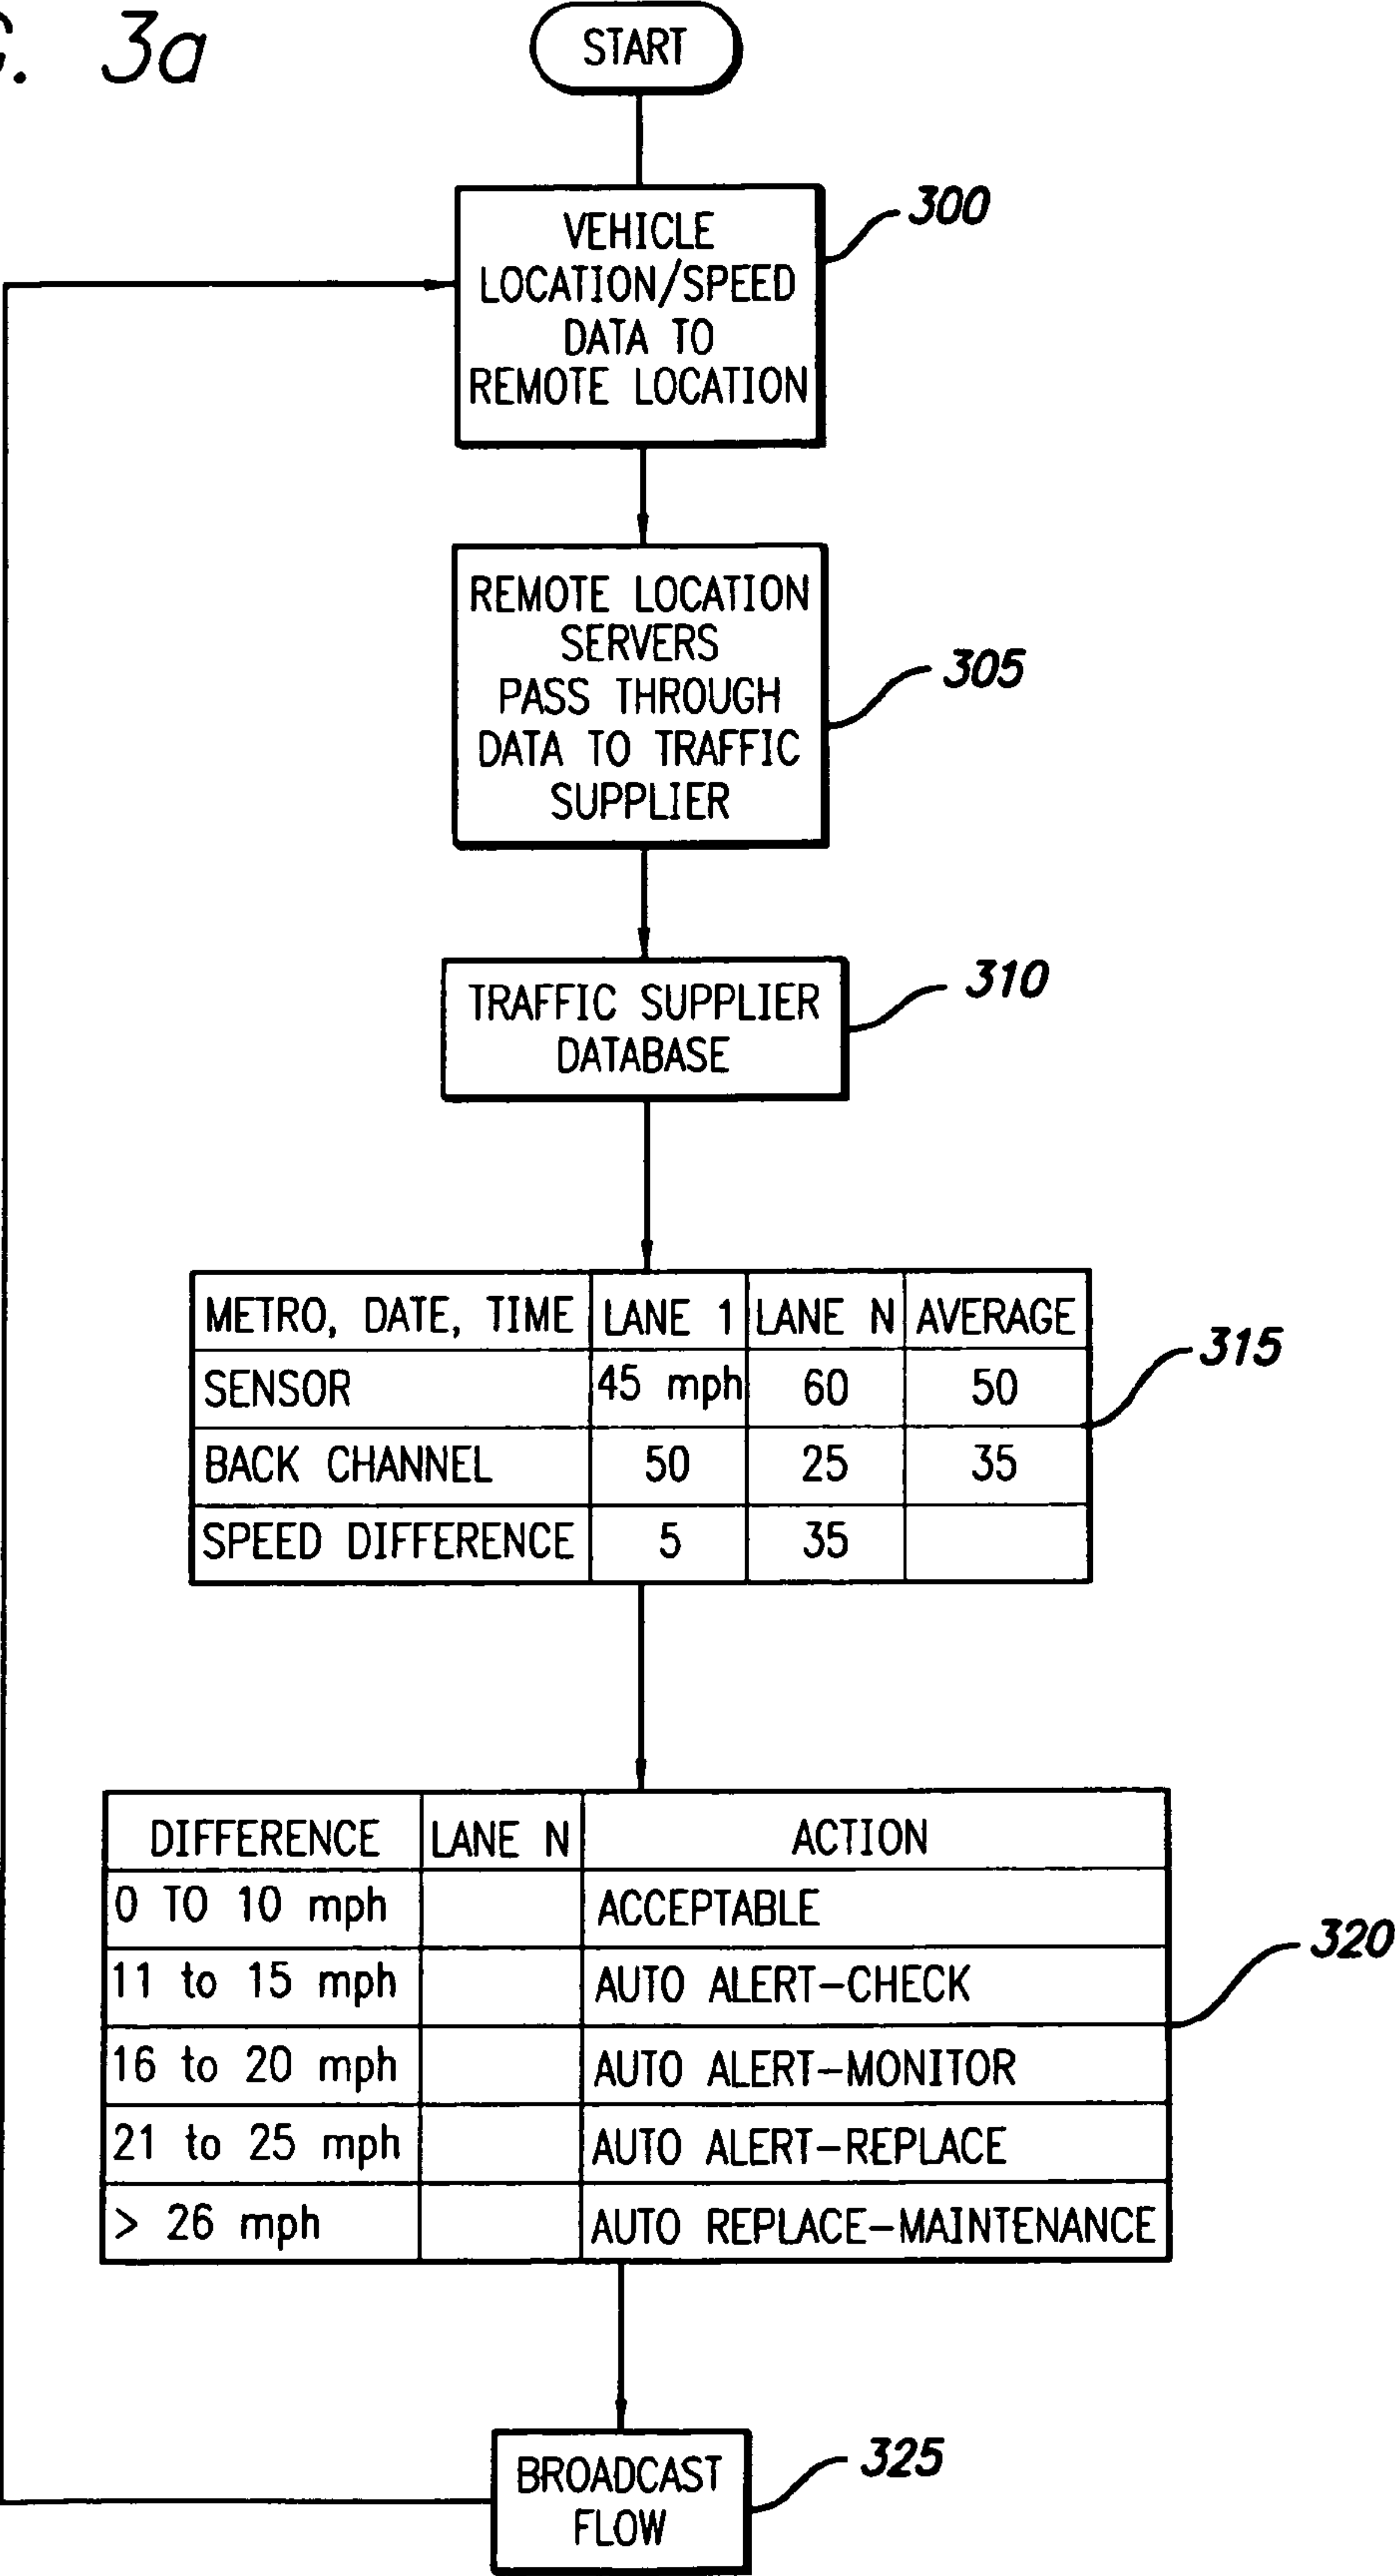 G. 3a
START
VEHICLE
LOCATION/SPEED
DATA TO
REMOTE LOCATION
300
REMOTE LOCATION
SERVERS
PASS THROUGH
DATA TO TRAFFIC
SUPPLIER
305
TRAFFIC SUPPLIER
DATABASE
310
METRO, DATE, TIME LANE 1 LANE N AVERAGE
SENSOR 45 mph 60 50
BACK CHANNEL 50 25 35
SPEED DIFFERENCE 5 35
315
DIFFERENCE LANE N ACTION
0 TO 10 mph ACCEPTABLE
11 to 15 mph AUTO ALERT-CHECK
16 to 20 mph AUTO ALERT-MONITOR
21 to 25 mph AUTO ALERT-REPLACE
> 26 mph AUTO REPLACE-MAINTENANCE
320
BROADCAST
FLOW
325